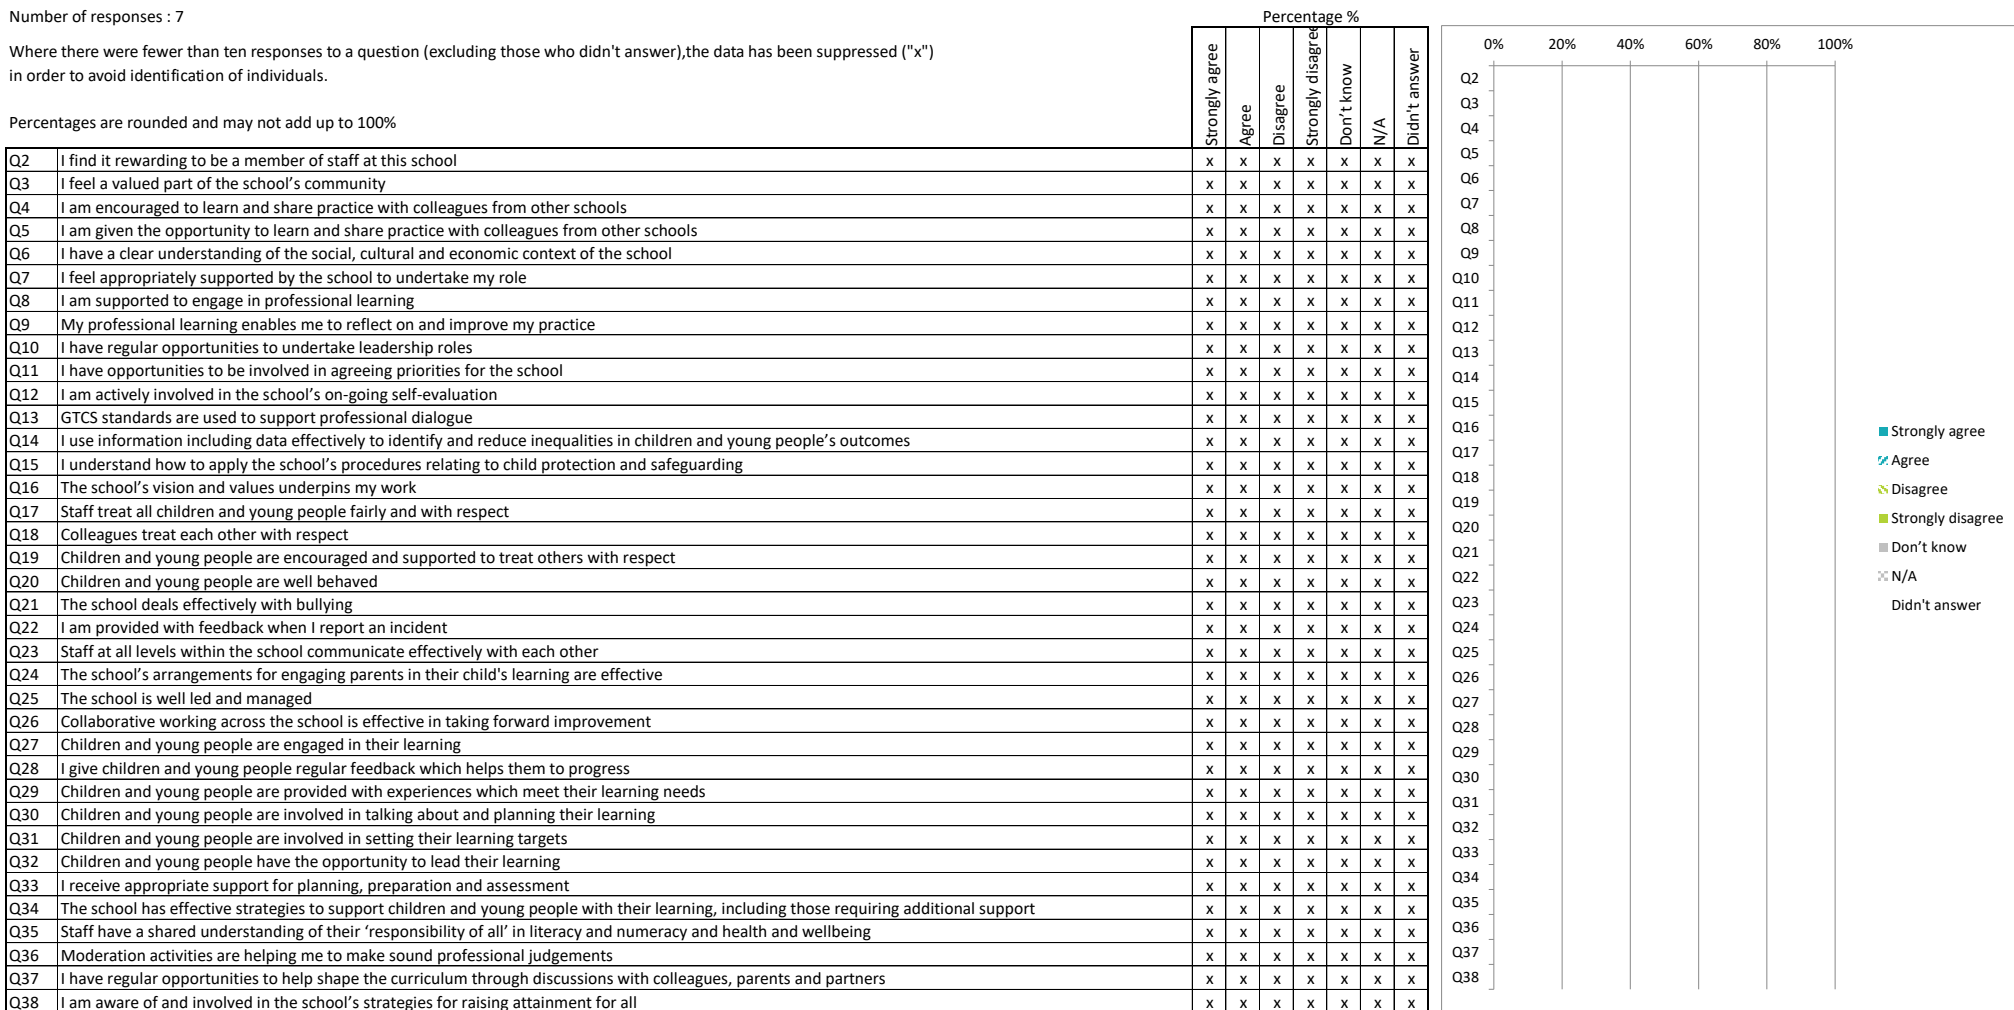 Number of responses : 7
Percentage %
Where there were fewer than ten responses to a question (excluding those who didn't answer),the data has been suppressed ("x")
in order to avoid identification of individuals.
Percentages are rounded and may not add up to 100%
Strongly agree
Agree
Disagree
Strongly disagree
Don't know
N/A
Didn't answer
Q2 I find it rewarding to be a member of staff at this school x x x x x x x
Q3 I feel a valued part of the school’s community x x x x x x x
Q4 I am encouraged to learn and share practice with colleagues from other schools x x x x x x x
Q5 I am given the opportunity to learn and share practice with colleagues from other schools x x x x x x x
Q6 I have a clear understanding of the social, cultural and economic context of the school x x x x x x x
Q7 I feel appropriately supported by the school to undertake my role x x x x x x x
Q8 I am supported to engage in professional learning x x x x x x x
Q9 My professional learning enables me to reflect on and improve my practice x x x x x x x
Q10 I have regular opportunities to undertake leadership roles x x x x x x x
Q11 I have opportunities to be involved in agreeing priorities for the school x x x x x x x
Q12 I am actively involved in the school’s on-going self-evaluation x x x x x x x
Q13 GTCS standards are used to support professional dialogue x x x x x x x
Q14 I use information including data effectively to identify and reduce inequalities in children and young people’s outcomes x x x x x x x
Q15 I understand how to apply the school’s procedures relating to child protection and safeguarding x x x x x x x
Q16 The school’s vision and values underpins my work x x x x x x x
Q17 Staff treat all children and young people fairly and with respect x x x x x x x
Q18 Colleagues treat each other with respect x x x x x x x
Q19 Children and young people are encouraged and supported to treat others with respect x x x x x x x
Q20 Children and young people are well behaved x x x x x x x
Q21 The school deals effectively with bullying x x x x x x x
Q22 I am provided with feedback when I report an incident x x x x x x x
Q23 Staff at all levels within the school communicate effectively with each other x x x x x x x
Q24 The school’s arrangements for engaging parents in their child's learning are effective x x x x x x x
Q25 The school is well led and managed x x x x x x x
Q26 Collaborative working across the school is effective in taking forward improvement x x x x x x x
Q27 Children and young people are engaged in their learning x x x x x x x
Q28 I give children and young people regular feedback which helps them to progress x x x x x x x
Q29 Children and young people are provided with experiences which meet their learning needs x x x x x x x
Q30 Children and young people are involved in talking about and planning their learning x x x x x x x
Q31 Children and young people are involved in setting their learning targets x x x x x x x
Q32 Children and young people have the opportunity to lead their learning x x x x x x x
Q33 I receive appropriate support for planning, preparation and assessment x x x x x x x
Q34 The school has effective strategies to support children and young people with their learning, including those requiring additional support x x x x x x x
Q35 Staff have a shared understanding of their ‘responsibility of all’ in literacy and numeracy and health and wellbeing x x x x x x x
Q36 Moderation activities are helping me to make sound professional judgements x x x x x x x
Q37 I have regular opportunities to help shape the curriculum through discussions with colleagues, parents and partners x x x x x x x
Q38 I am aware of and involved in the school’s strategies for raising attainment for all x x x x x x x
0% 20% 40% 60% 80% 100%
Q2
Q3
Q4
Q5
Q6
Q7
Q8
Q9
Q10
Q11
Q12
Q13
Q14
Q15
Q16
Q17
Q18
Q19
Q20
Q21
Q22
Q23
Q24
Q25
Q26
Q27
Q28
Q29
Q30
Q31
Q32
Q33
Q34
Q35
Q36
Q37
Q38
Strongly agree
Agree
Disagree
Strongly disagree
Don’t know
N/A
Didn't answer